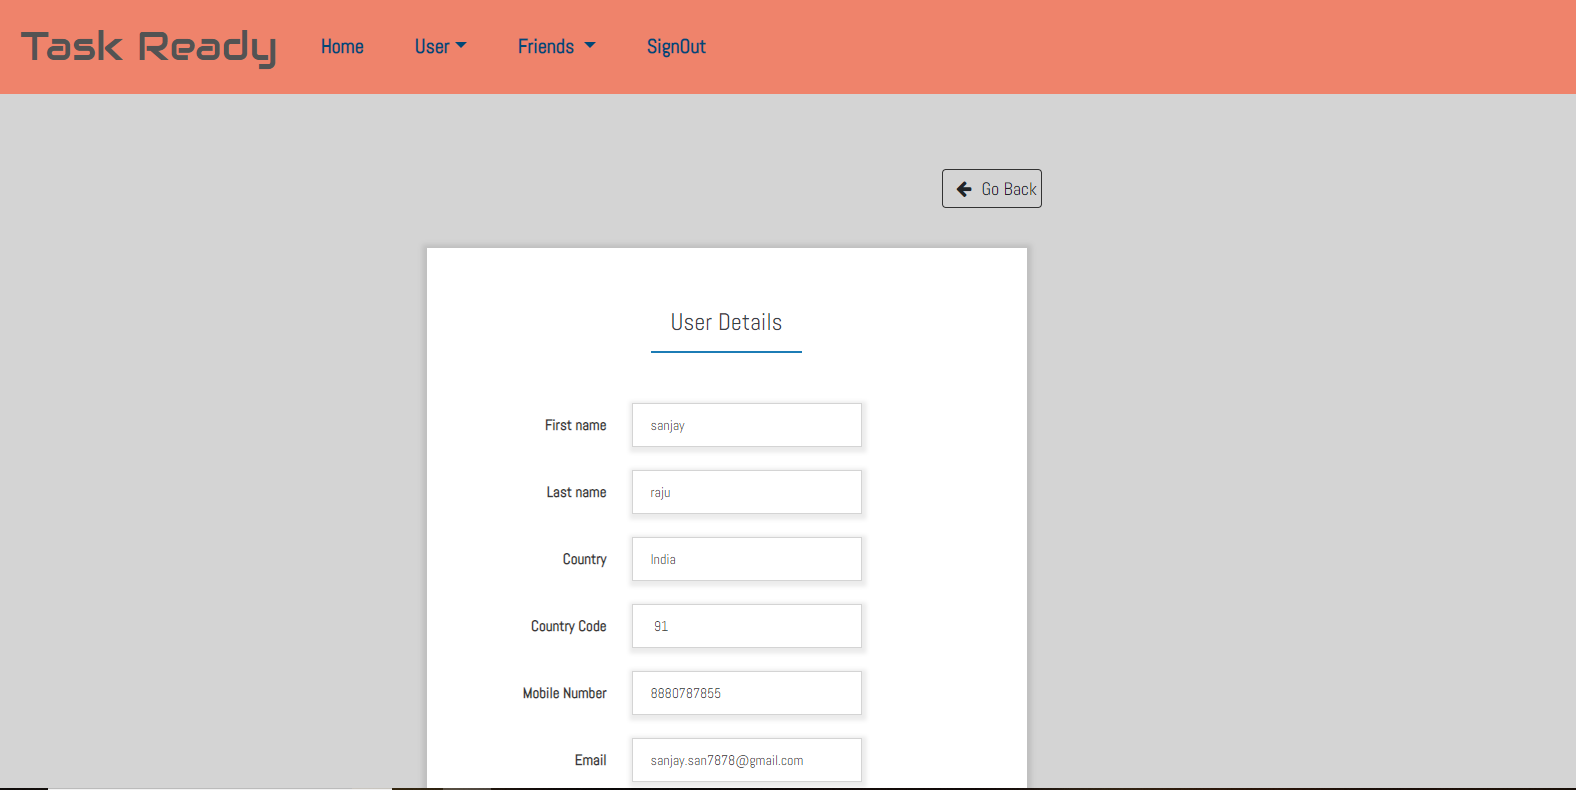 Task Ready Home User Friends SignOut
Go Back
User Details
First name sanjay
Last name raju
Country India
Country Code 91
Mobile Number 8880787855
Email sanjay.san7878@gmail.com